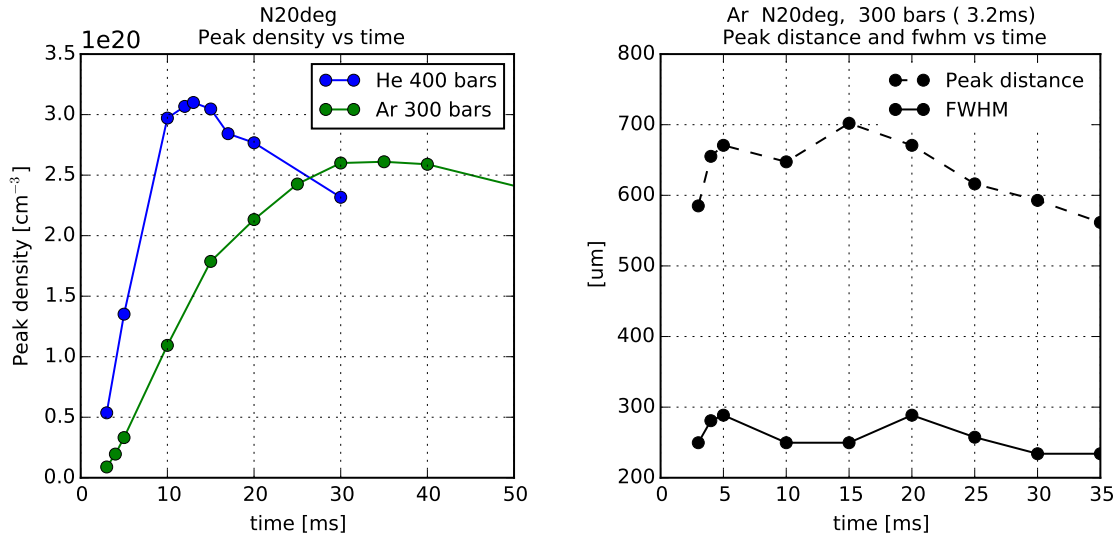 N20deg
Peak density vs time
1e20
3.5
3.0
2.5
2.0
1.5
1.0
0.5
0.0
Peak density [cm⁻³ ]
He 400 bars
Ar 300 bars
0 10 20 30 40 50
time [ms]
Ar N20deg, 300 bars ( 3.2ms)
Peak distance and fwhm vs time
800
700
600
500
400
300
200
[um]
Peak distance
FWHM
0 5 10 15 20 25 30 35
time [ms]